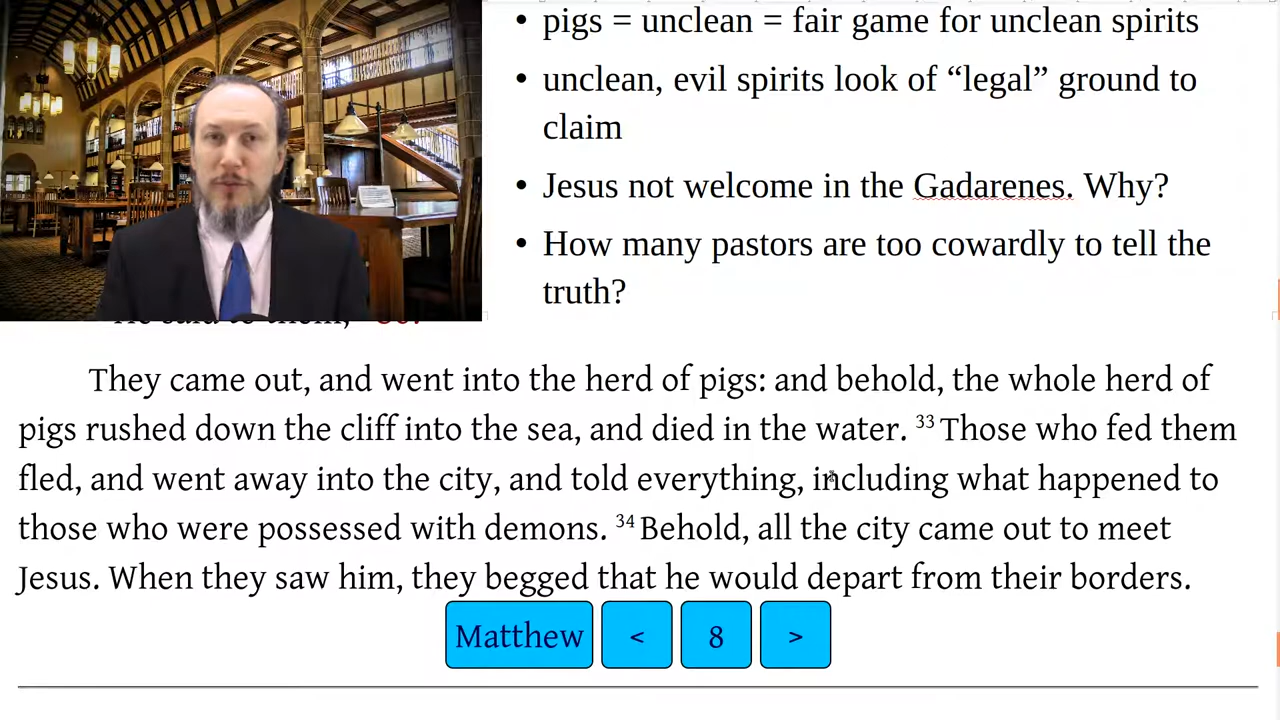 • pigs = unclean = fair game for unclean spirits
• unclean, evil spirits look of “legal” ground to
claim
• Jesus not welcome in the Gadarenes. Why?
• How many pastors are too cowardly to tell the
truth?
They came out, and went into the herd of pigs: and behold, the whole herd of
pigs rushed down the cliff into the sea, and died in the water. 33 Those who fed them
fled, and went away into the city, and told everything, including what happened to
those who were possessed with demons. 34 Behold, all the city came out to meet
Jesus. When they saw him, they begged that he would depart from their borders.
Matthew < 8 >